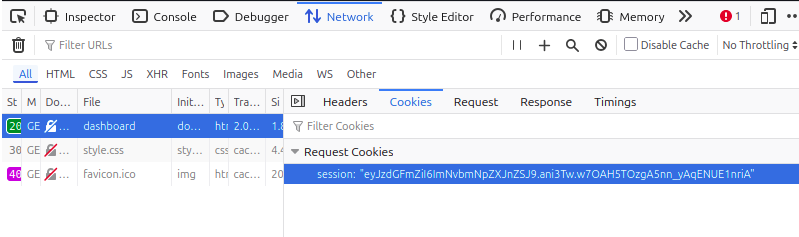 Inspector Console Debugger Network Style Editor Performance Memory 1
Filter URLs Disable Cache No Throttling
All HTML CSS JS XHR Fonts Images Media WS Other
St M Do… File Init… Ty Tra… Si Headers Cookies Request Response Timings
20 GE … dashboard do… htr 2.0… 1.8 Filter Cookies
30 GE … style.css sty… css cac… 4.4 Request Cookies
40 GE … favicon.ico img htr cac… 20 session: "eyJzdGFmZiI6ImNvbmNpZXJnZSJ9.ani3Tw.w7OAH5TOzgA5nn_yAqENUE1nriA"